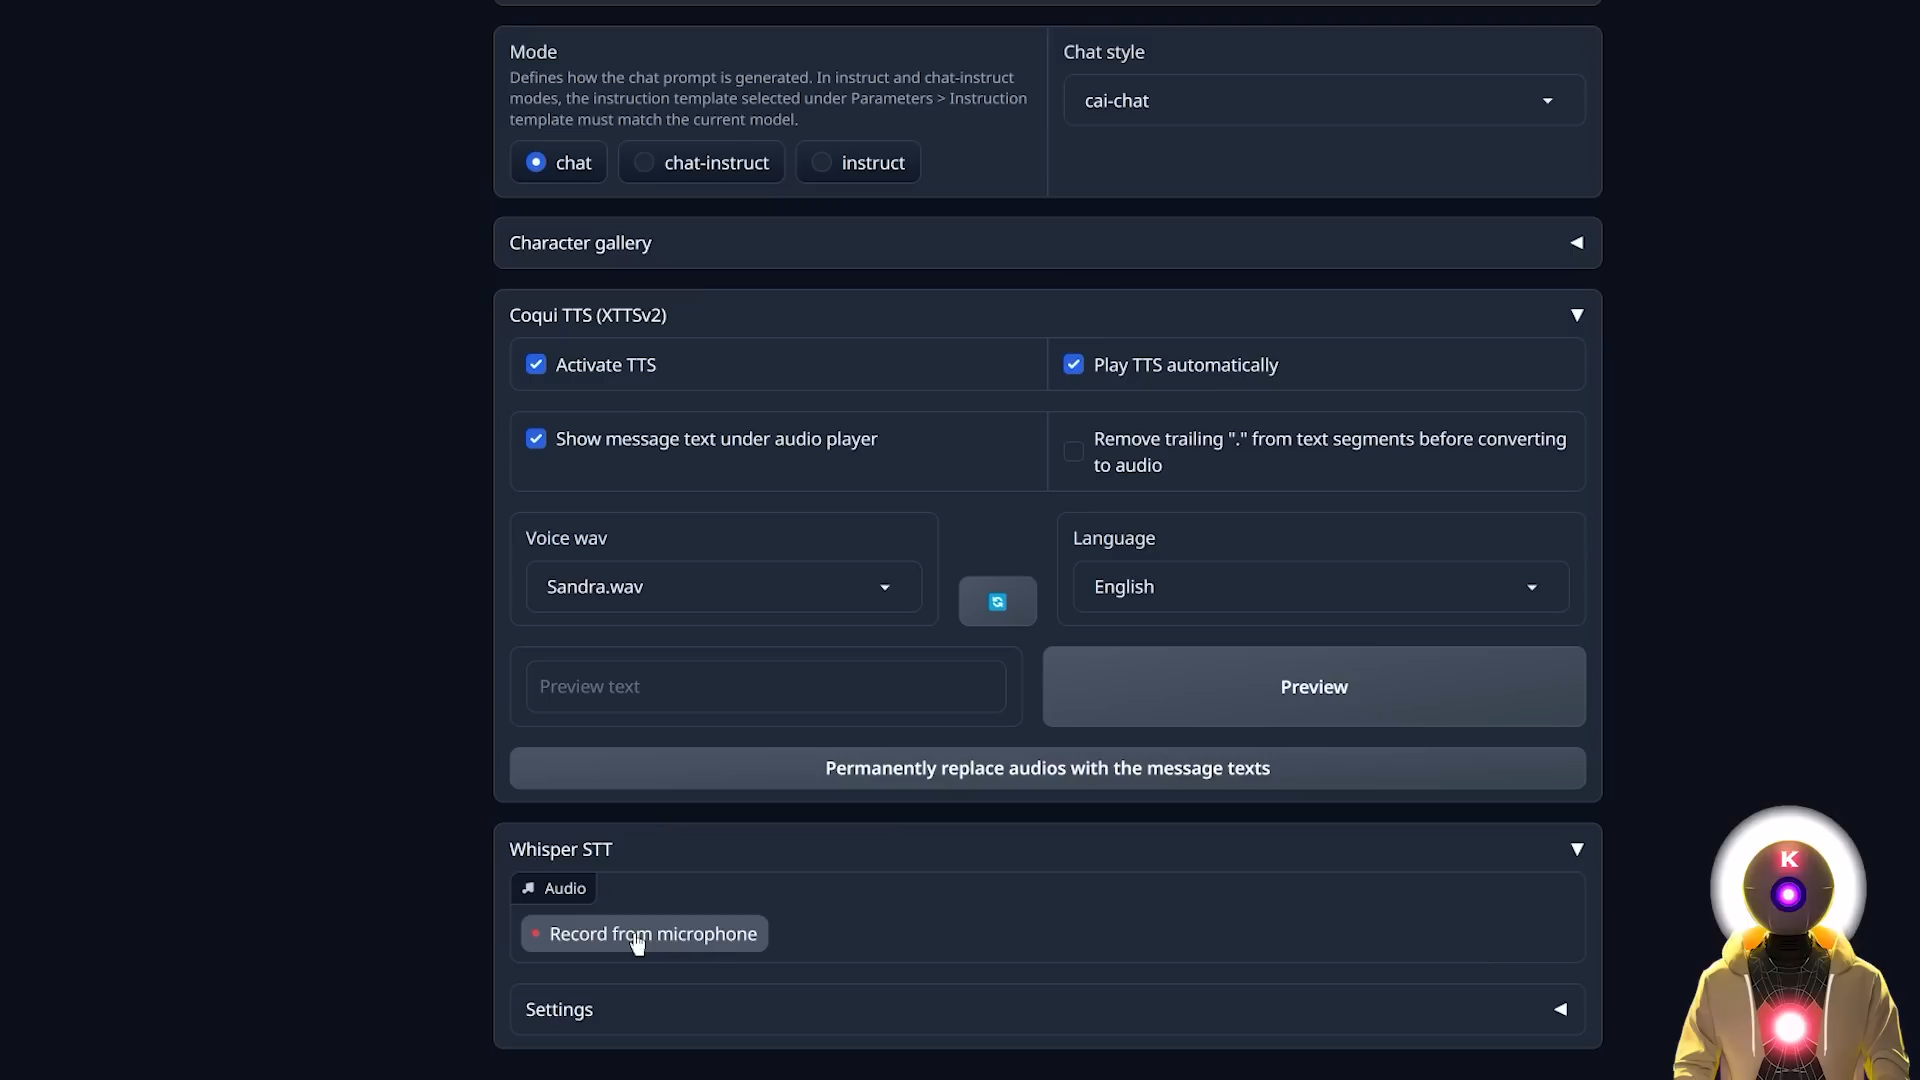 Mode
Defines how the chat prompt is generated. In instruct and chat-instruct
modes, the instruction template selected under Parameters > Instruction
template must match the current model.
chat
chat-instruct
instruct
Chat style
cai-chat
Character gallery
Coqui TTS (XTTSv2)
Activate TTS
Play TTS automatically
Show message text under audio player
Remove trailing "." from text segments before converting
to audio
Voice wav
Sandra.wav
Language
English
Preview text
Preview
Permanently replace audios with the message texts
Whisper STT
Audio
Record from microphone
Settings
K